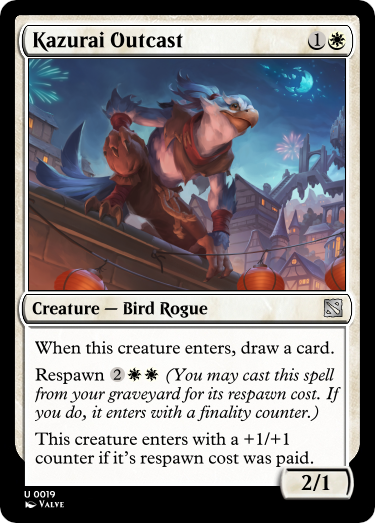 Kazurai Outcast 1
Creature — Bird Rogue
When this creature enters, draw a card.
Respawn 2 (You may cast this spell
from your graveyard for its respawn cost. If
you do, it enters with a finality counter.)
This creature enters with a +1/+1
counter if it's respawn cost was paid.
2/1
U 0019
Valve